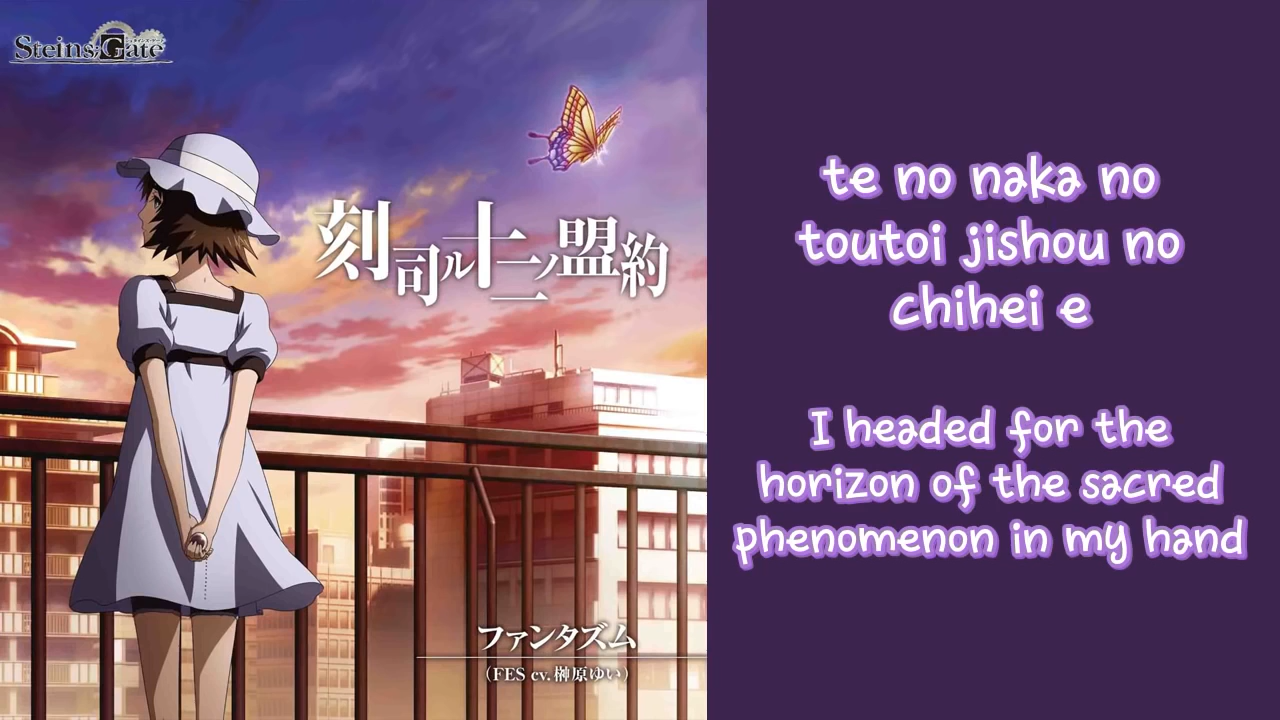 Steins;Gate
刻司ル十二ノ盟約
ファンタズム
(FES cv.榊原ゆい)
te no naka no
toutoi jishou no
chihei e
I headed for the
horizon of the sacred
phenomenon in my hand